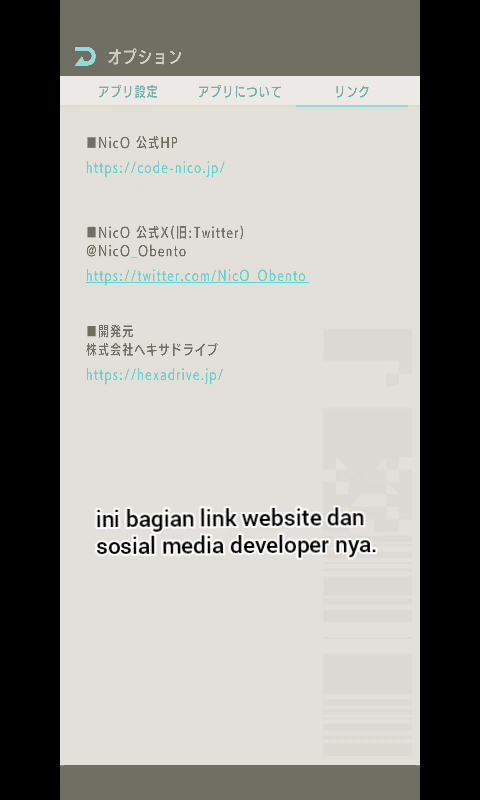 オプション
アプリ設定 アプリについて リンク
■NicO 公式HP
https://code-nico.jp/
■NicO 公式X(旧:Twitter)
@NicO_Obento
https://twitter.com/NicO_Obento
■開発元
株式会社ヘキサドライブ
https://hexadrive.jp/
ini bagian link website dan
sosial media developer nya.